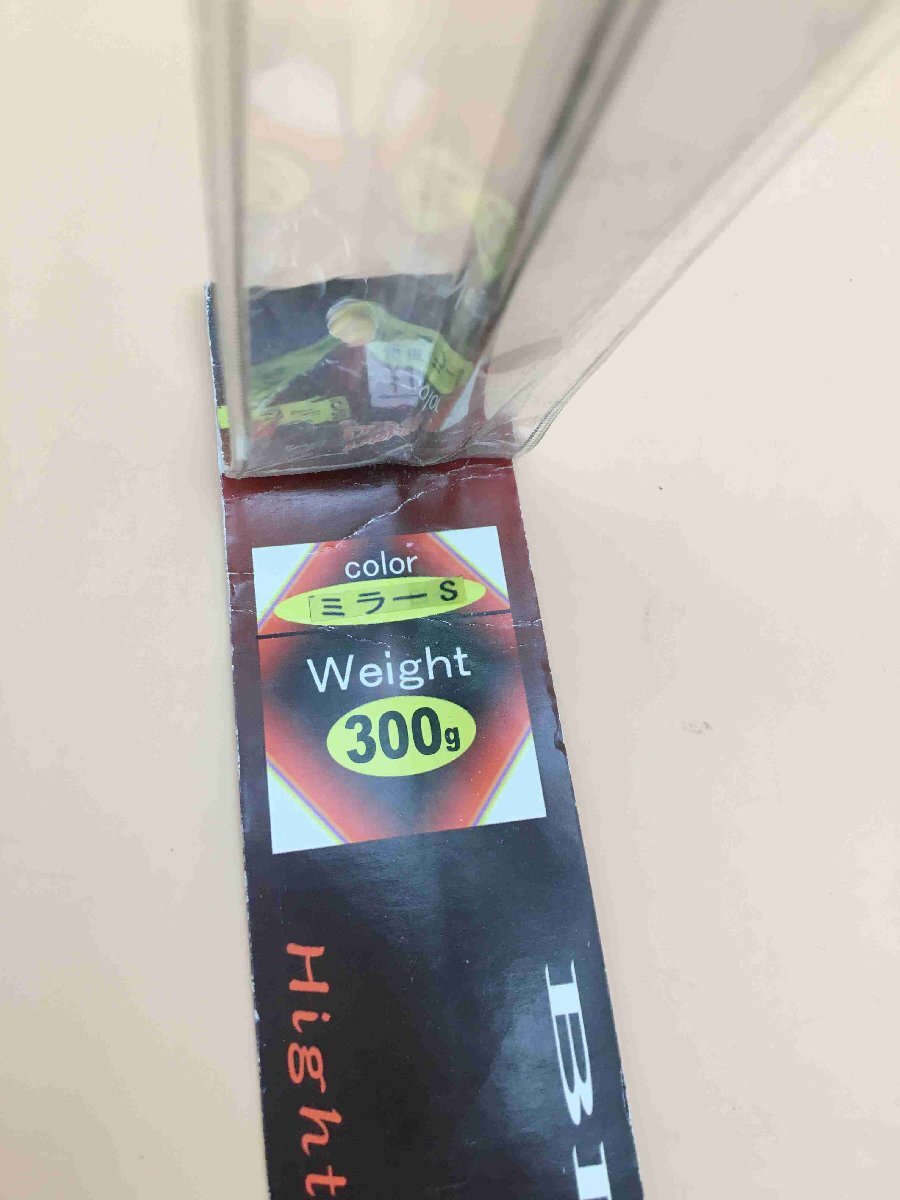 color
ミラーS
Weight
300g
Hight
B